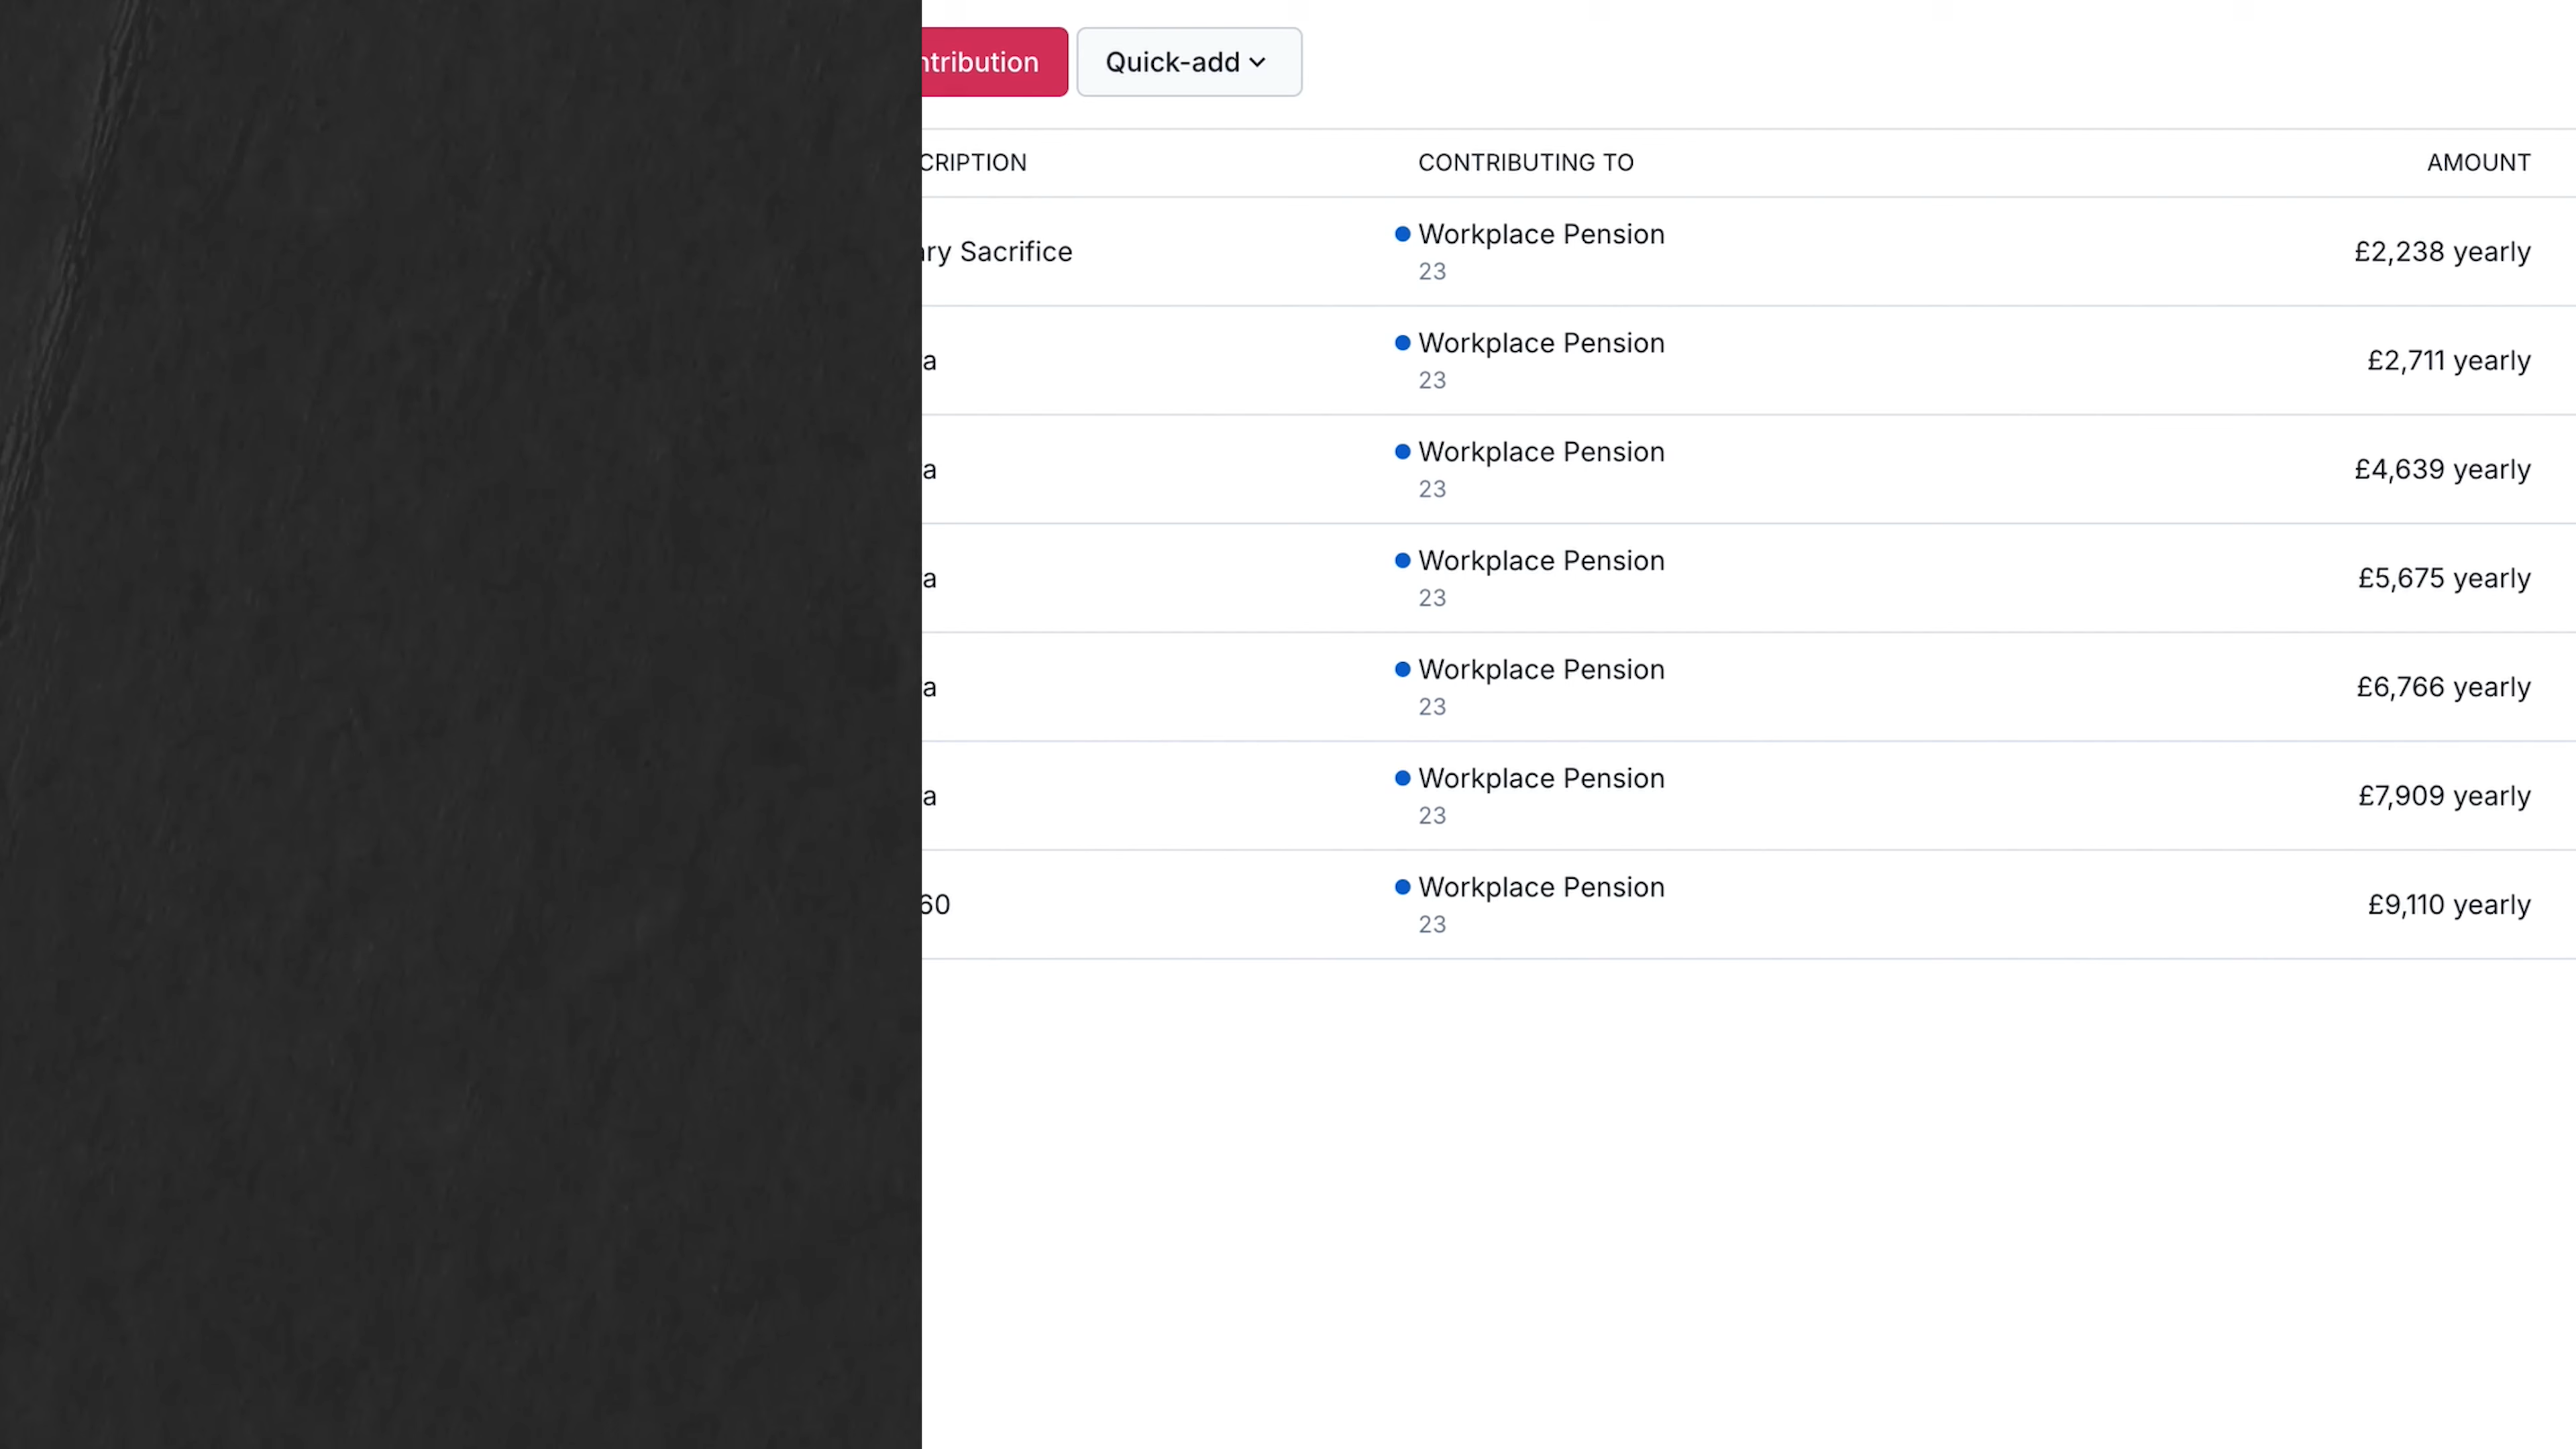 ntribution
Quick-add
CRIPTION CONTRIBUTING TO AMOUNT
ary Sacrifice Workplace Pension £2,238 yearly
23
a Workplace Pension £2,711 yearly
23
a Workplace Pension £4,639 yearly
23
a Workplace Pension £5,675 yearly
23
a Workplace Pension £6,766 yearly
23
a Workplace Pension £7,909 yearly
23
60 Workplace Pension £9,110 yearly
23